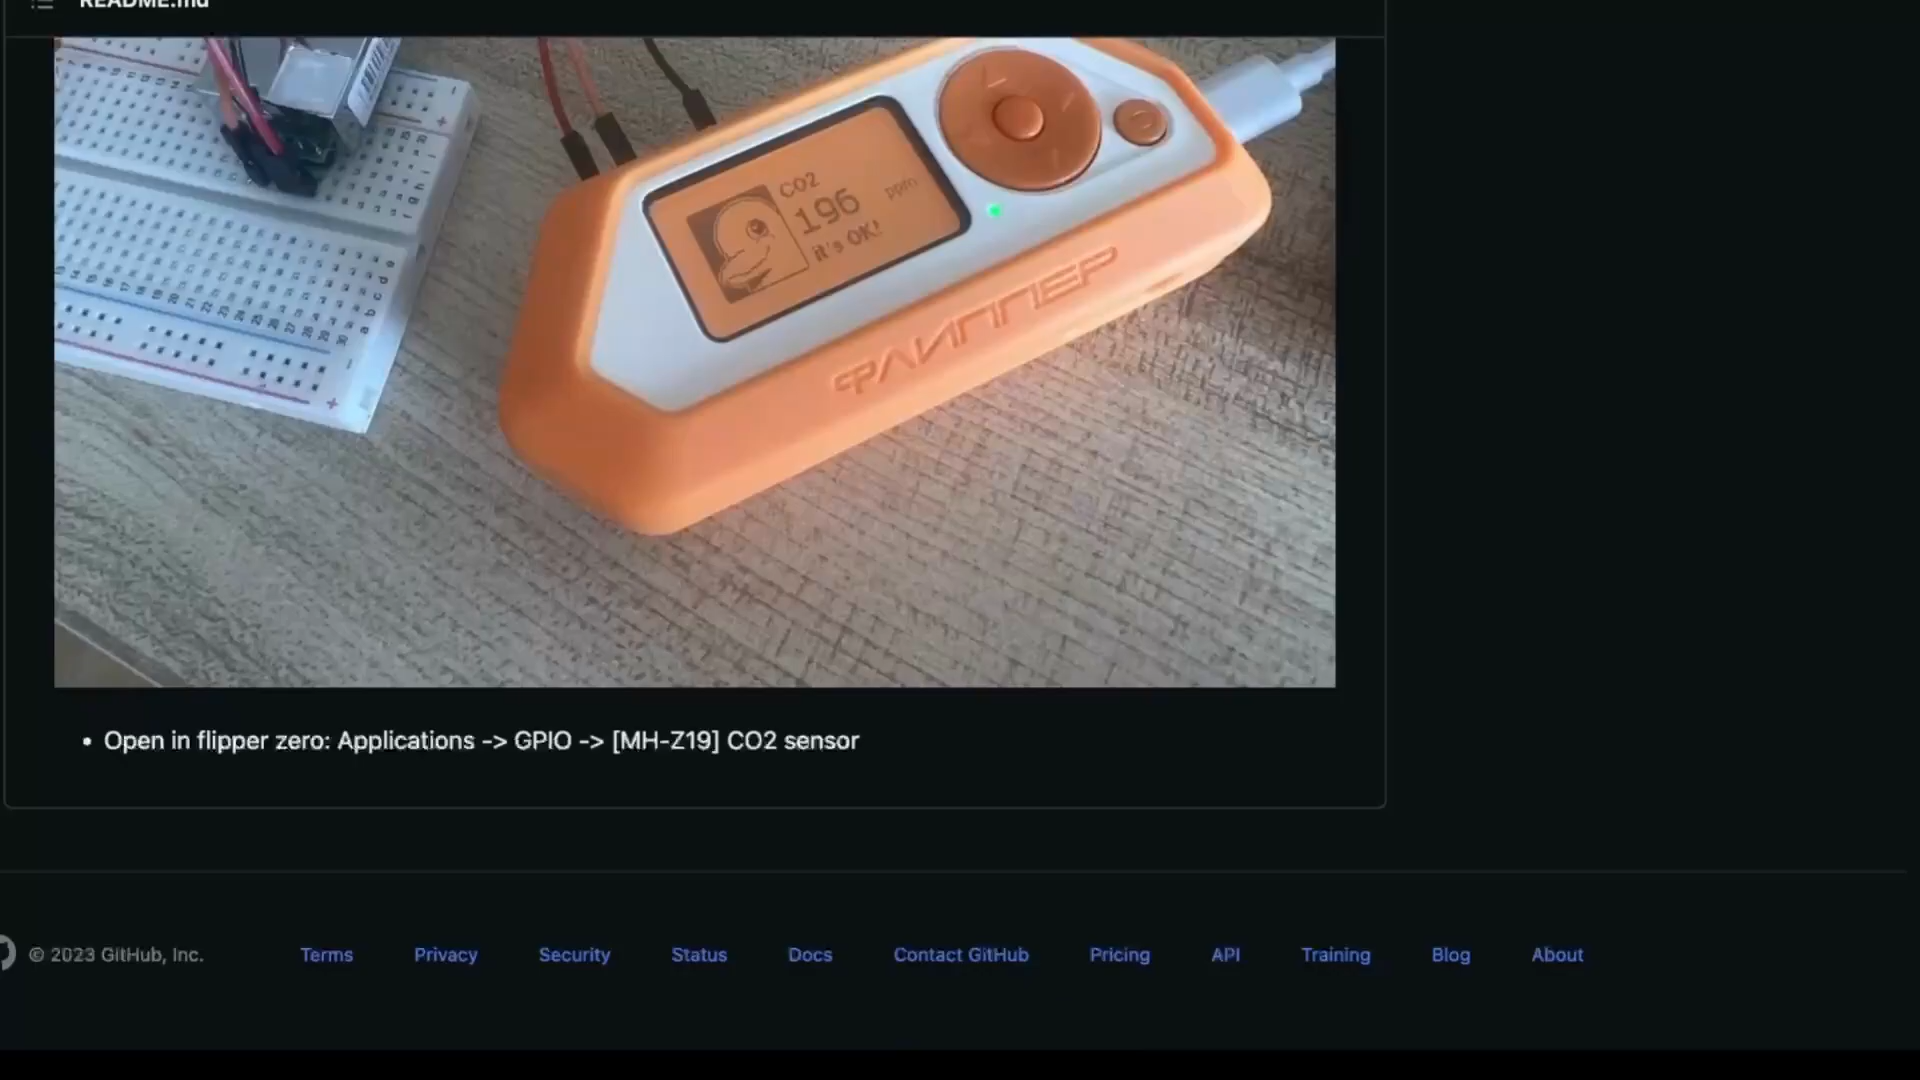 README.md
CO2
196 ppm
it's OK!
ФЛИППЕР
• Open in flipper zero: Applications -> GPIO -> [MH-Z19] CO2 sensor
© 2023 GitHub, Inc. Terms Privacy Security Status Docs Contact GitHub Pricing API Training Blog About